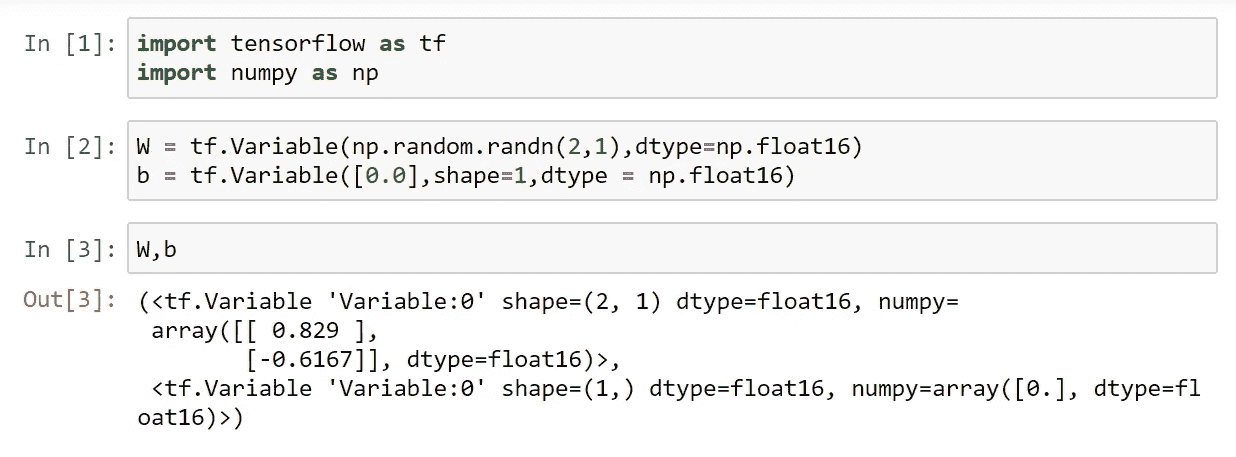 In [1]: import tensorflow as tf
import numpy as np
In [2]: W = tf.Variable(np.random.randn(2,1),dtype=np.float16)
b = tf.Variable([0.0],shape=1,dtype = np.float16)
In [3]: W,b
Out[3]: (<tf.Variable 'Variable:0' shape=(2, 1) dtype=float16, numpy=
array([[ 0.829 ],
[-0.6167]], dtype=float16)>,
<tf.Variable 'Variable:0' shape=(1,) dtype=float16, numpy=array([0.], dtype=fl
oat16)>)